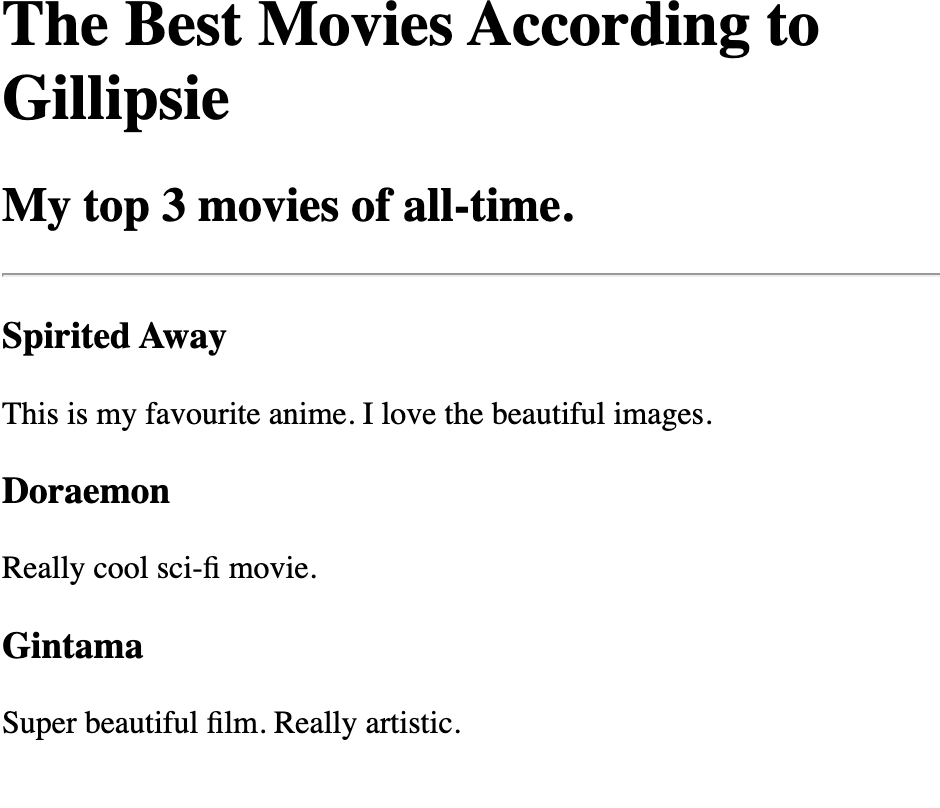 The Best Movies According to
Gillipsie
My top 3 movies of all-time.
Spirited Away
This is my favourite anime. I love the beautiful images.
Doraemon
Really cool sci-fi movie.
Gintama
Super beautiful film. Really artistic.